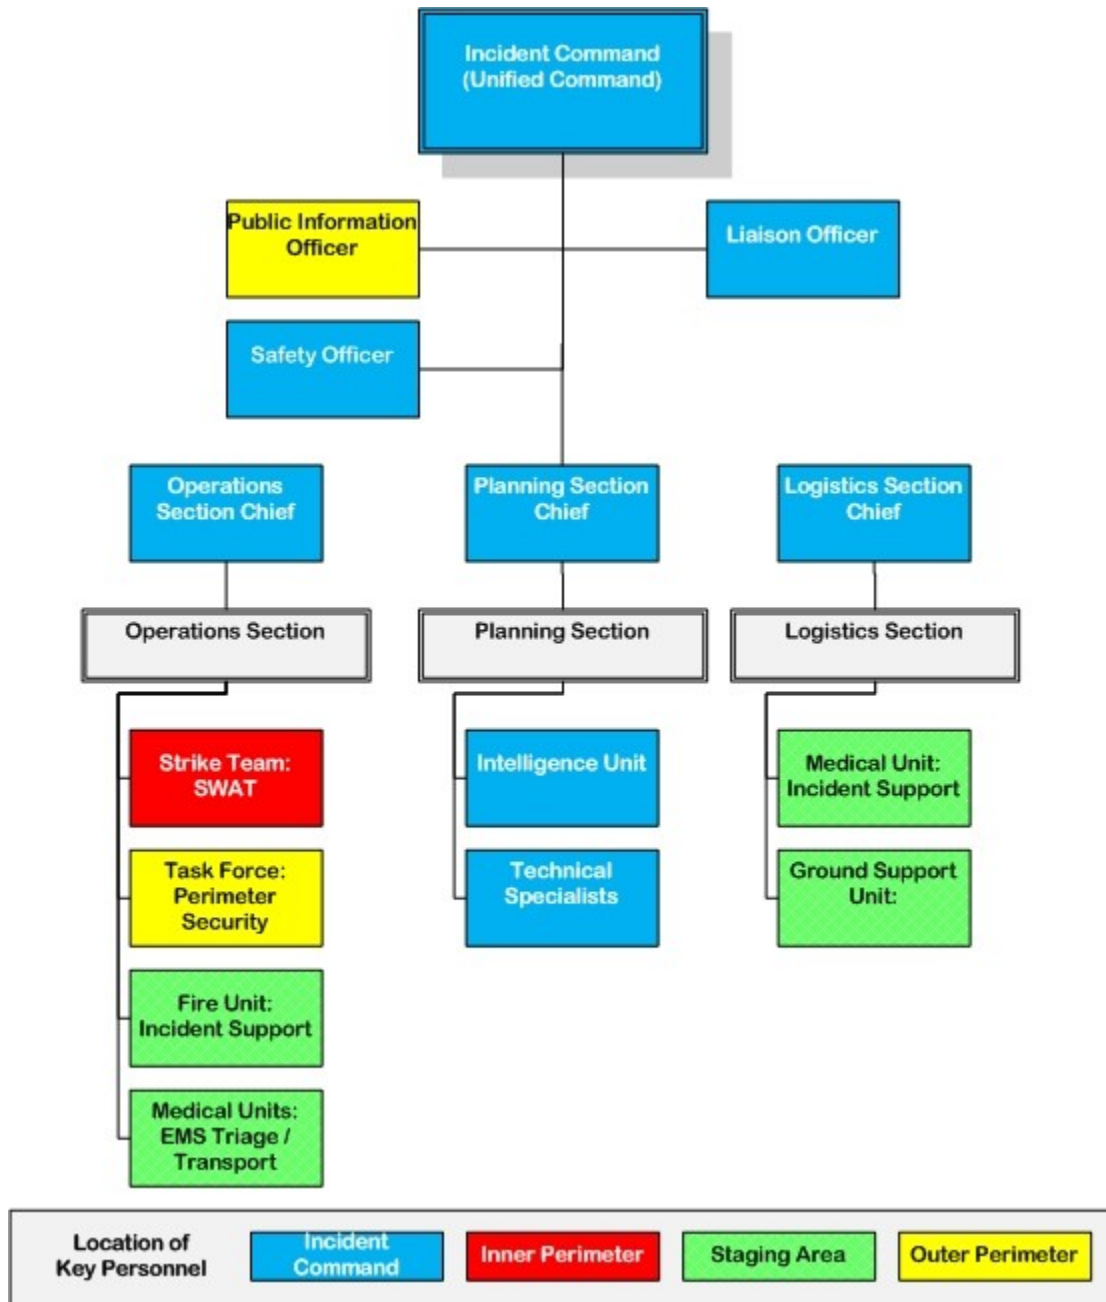 Incident Command
(Unified Command)
Public Information
Officer
Liaison Officer
Safety Officer
Operations
Section Chief
Planning Section
Chief
Logistics Section
Chief
Operations Section
Planning Section
Logistics Section
Strike Team:
SWAT
Intelligence Unit
Medical Unit:
Incident Support
Task Force:
Perimeter
Security
Technical
Specialists
Ground Support
Unit:
Fire Unit:
Incident Support
Medical Units:
EMS Triage /
Transport
Location of
Key Personnel
Incident
Command
Inner Perimeter
Staging Area
Outer Perimeter